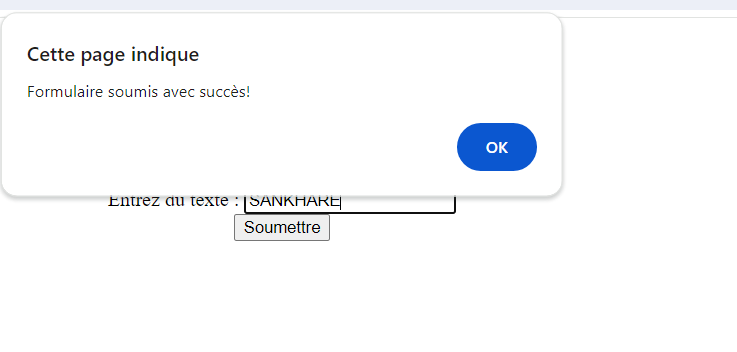 Cette page indique
Formulaire soumis avec succès!
OK
Entrez du texte : SANKHARE
Soumettre